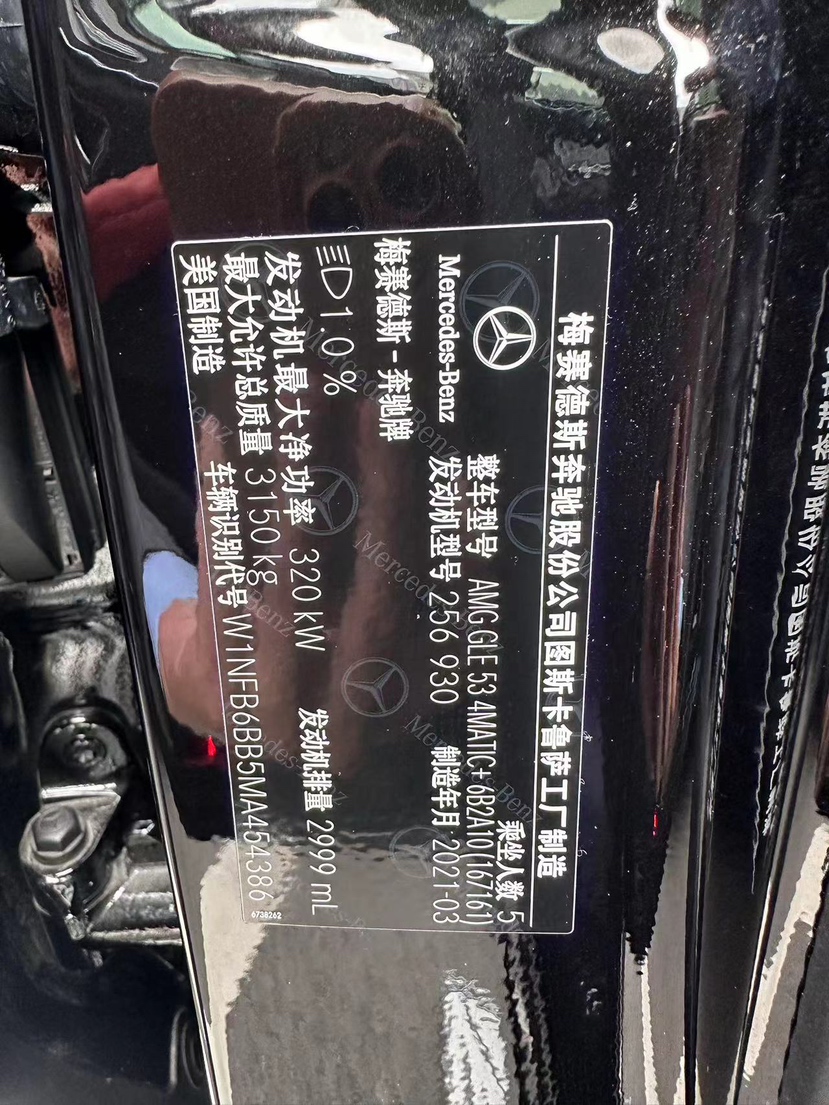 梅赛德斯奔驰股份公司图斯卡鲁萨工厂制造
乘坐人数 5
整车型号 AMG GLE 53 4MATIC+ 6B2A10(167161)
Mercedes-Benz
发动机型号 256 930 制造年月 2021-03
梅赛德斯-奔驰牌
1.0%
发动机排量 2999 mL
发动机最大净功率 320 kW
最大允许总质量 3150 kg
车辆识别代号 W1NFB6BB5MA454386
美国制造
6738262